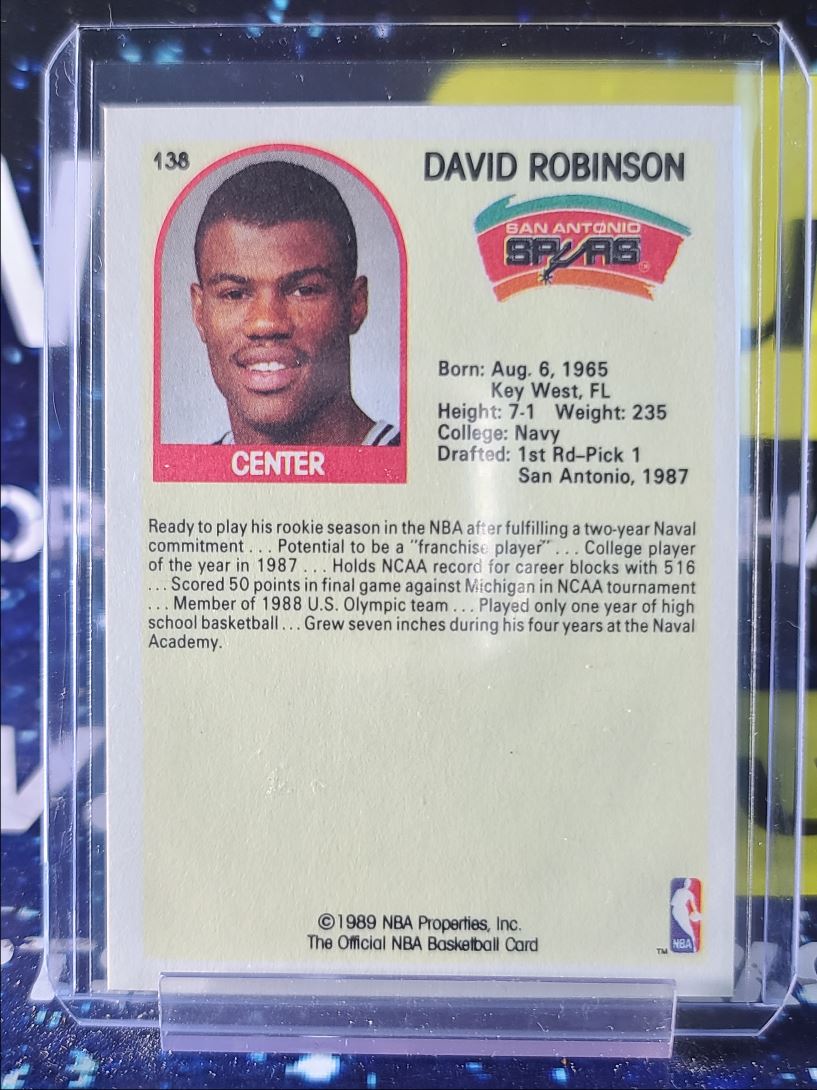 138
DAVID ROBINSON
SAN ANTONIO
SPURS
Born: Aug. 6, 1965
Key West, FL
Height: 7-1 Weight: 235
College: Navy
Drafted: 1st Rd–Pick 1
San Antonio, 1987
CENTER
Ready to play his rookie season in the NBA after fulfilling a two-year Naval
commitment . . . Potential to be a "franchise player" . . . College player
of the year in 1987 . . . Holds NCAA record for career blocks with 516
. . . Scored 50 points in final game against Michigan in NCAA tournament
. . . Member of 1988 U.S. Olympic team . . . Played only one year of high
school basketball . . . Grew seven inches during his four years at the Naval
Academy.
©1989 NBA Properties, Inc.
The Official NBA Basketball Card
TM
NBA